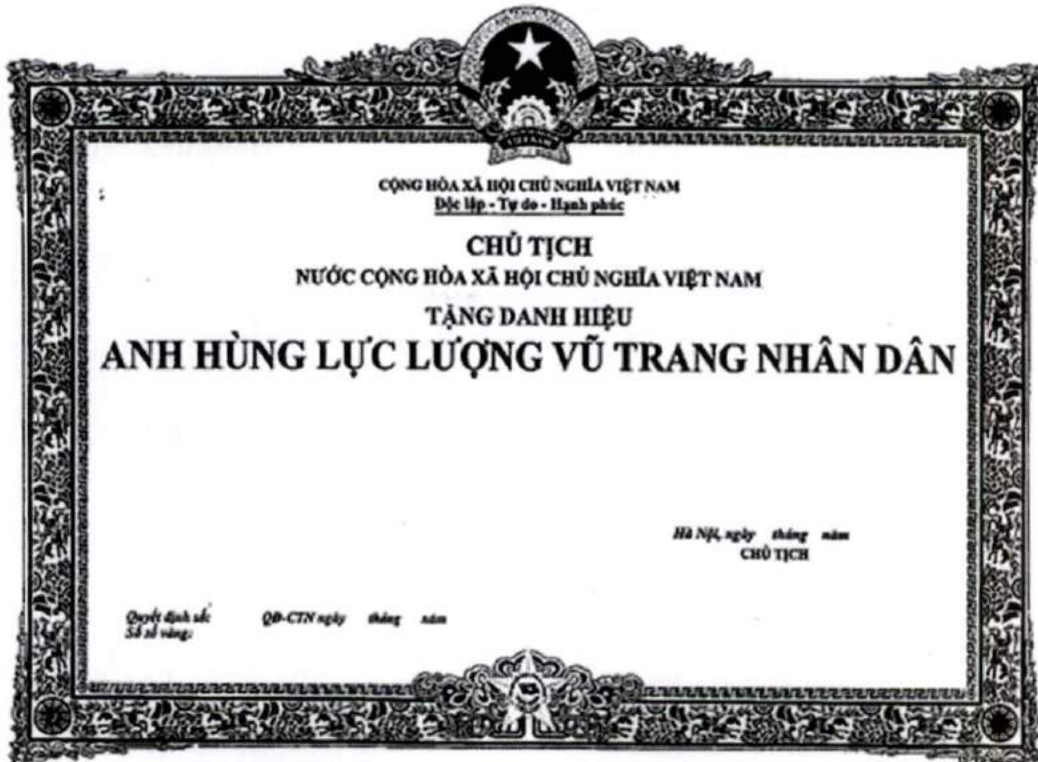 CỘNG HÒA XÃ HỘI CHỦ NGHĨA VIỆT NAM
Độc lập - Tự do - Hạnh phúc
CHỦ TỊCH
NƯỚC CỘNG HÒA XÃ HỘI CHỦ NGHĨA VIỆT NAM
TẶNG DANH HIỆU
ANH HÙNG LỰC LƯỢNG VŨ TRANG NHÂN DÂN
Hà Nội, ngày tháng năm
CHỦ TỊCH
Quyết định số: QĐ-CTN ngày tháng năm
Số sổ vàng: